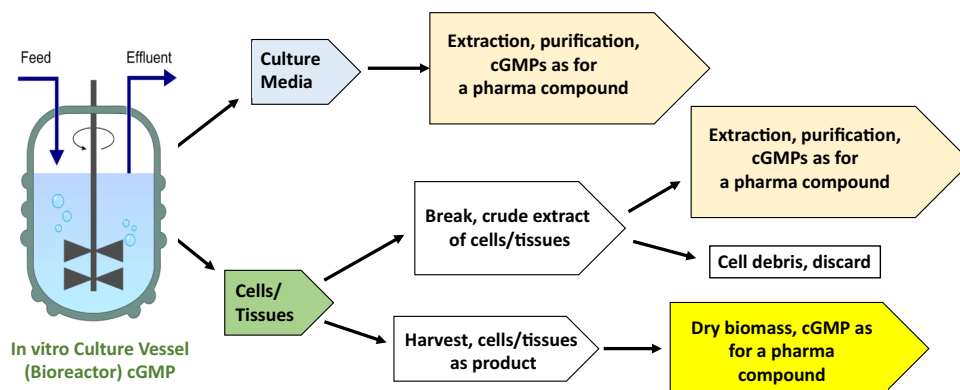 Feed
Effluent
In vitro Culture Vessel
(Bioreactor) cGMP
Culture
Media
Extraction, purification,
cGMPs as for
a pharma compound
Cells/
Tissues
Break, crude extract
of cells/tissues
Extraction, purification,
cGMPs as for
a pharma compound
Cell debris, discard
Harvest, cells/tissues
as product
Dry biomass, cGMP as
for a pharma
compound